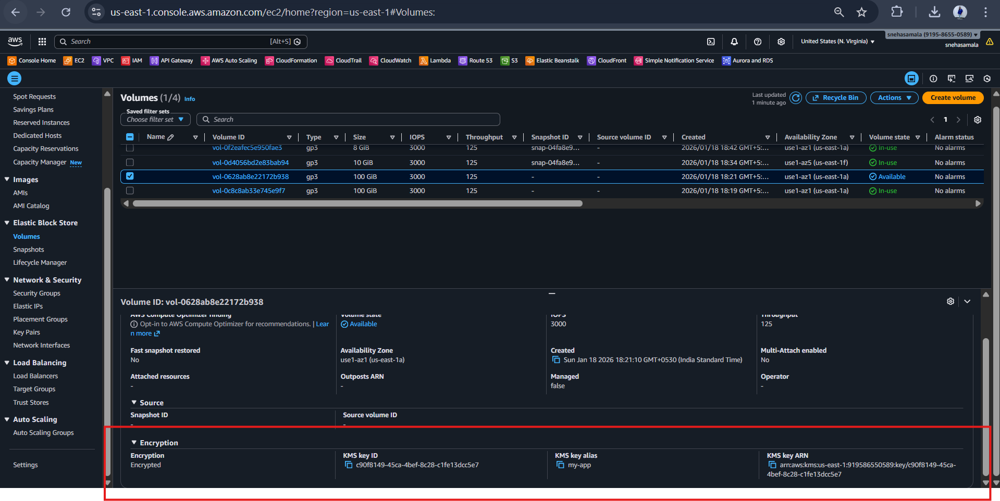 us-east-1.console.aws.amazon.com/ec2/home?region=us-east-1#Volumes:
aws
Search [Alt+S]
United States (N. Virginia)
snehasamala (9195-8655-0589)
snehasamala
Console Home EC2 VPC IAM API Gateway AWS Auto Scaling CloudFormation CloudTrail CloudWatch Lambda Route 53 S3 Elastic Beanstalk CloudFront Simple Notification Service Aurora and RDS
Spot Requests
Savings Plans
Reserved Instances
Dedicated Hosts
Capacity Reservations
Capacity Manager New
Images
AMIs
AMI Catalog
Elastic Block Store
Volumes
Snapshots
Lifecycle Manager
Network & Security
Security Groups
Elastic IPs
Placement Groups
Key Pairs
Network Interfaces
Load Balancing
Load Balancers
Target Groups
Trust Stores
Auto Scaling
Auto Scaling Groups
Settings
Volumes (1/4) Info
Last updated
1 minute ago
Recycle Bin
Actions
Create volume
Saved filter sets
Choose filter set
Search
1
Name Volume ID Type Size IOPS Throughput Snapshot ID Source volume ID Created Availability Zone Volume state Alarm status
vol-0f2eafec5e950fae3 gp3 8 GiB 3000 125 snap-04fa8e9... - 2026/01/18 18:42 GMT+5:... use1-az1 (us-east-1a) In-use No alarms
vol-0d4056bd2e83bab94 gp3 10 GiB 3000 125 snap-04fa8e9... - 2026/01/18 18:34 GMT+5:... use1-az5 (us-east-1f) In-use No alarms
vol-0628ab8e22172b938 gp3 100 GiB 3000 125 - - 2026/01/18 18:21 GMT+5:... use1-az1 (us-east-1a) Available No alarms
vol-0c8c8ab33e745e9f7 gp3 100 GiB 3000 125 - - 2026/01/18 18:19 GMT+5:... use1-az1 (us-east-1a) In-use No alarms
Volume ID: vol-0628ab8e22172b938
AWS Compute Optimizer finding Volume state IOPS Throughput
Opt-in to AWS Compute Optimizer for recommendations. | Lear Available 3000 125
n more
Fast snapshot restored Availability Zone Created Multi-Attach enabled
No use1-az1 (us-east-1a) Sun Jan 18 2026 18:21:10 GMT+0530 (India Standard Time) No
Attached resources Outposts ARN Managed Operator
- - false -
Source
Snapshot ID Source volume ID
- -
Encryption
Encryption KMS key ID KMS key alias KMS key ARN
Encrypted c90f8149-45ca-4bef-8c28-c1fe13dcc5e7 my-app arn:aws:kms:us-east-1:919586550589:key/c90f8149-45ca-
4bef-8c28-c1fe13dcc5e7